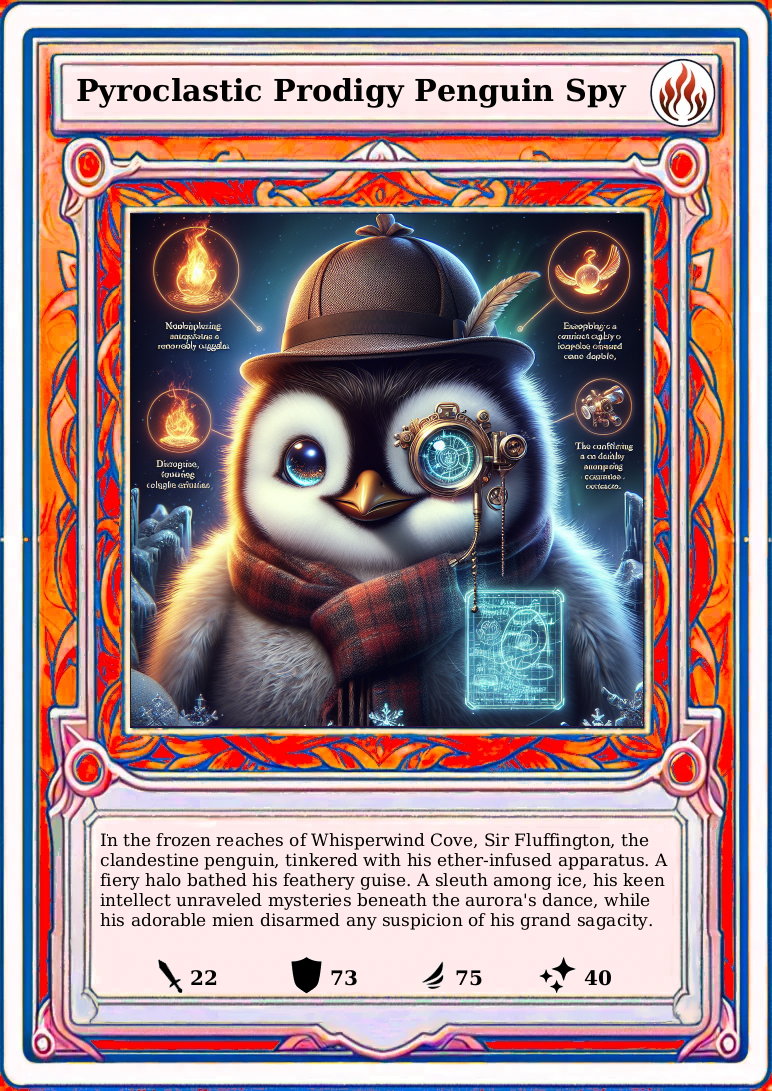 Pyroclastic Prodigy Penguin Spy
In the frozen reaches of Whisperwind Cove, Sir Fluffington, the
clandestine penguin, tinkered with his ether-infused apparatus. A
fiery halo bathed his feathery guise. A sleuth among ice, his keen
intellect unraveled mysteries beneath the aurora's dance, while
his adorable mien disarmed any suspicion of his grand sagacity.
22 73 75 40